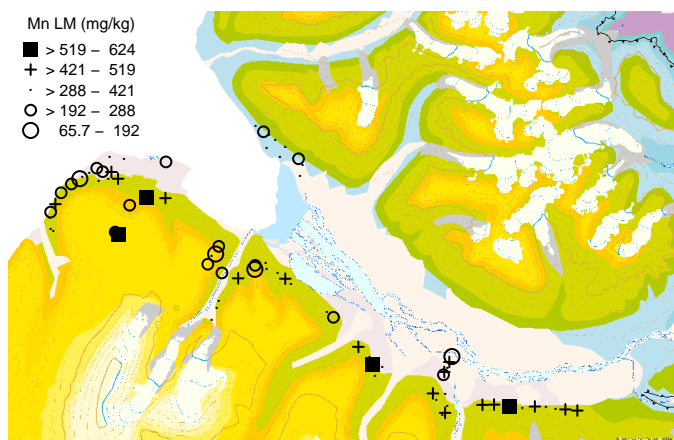 Mn LM (mg/kg)
> 519 – 624
> 421 – 519
> 288 – 421
> 192 – 288
65.7 – 192